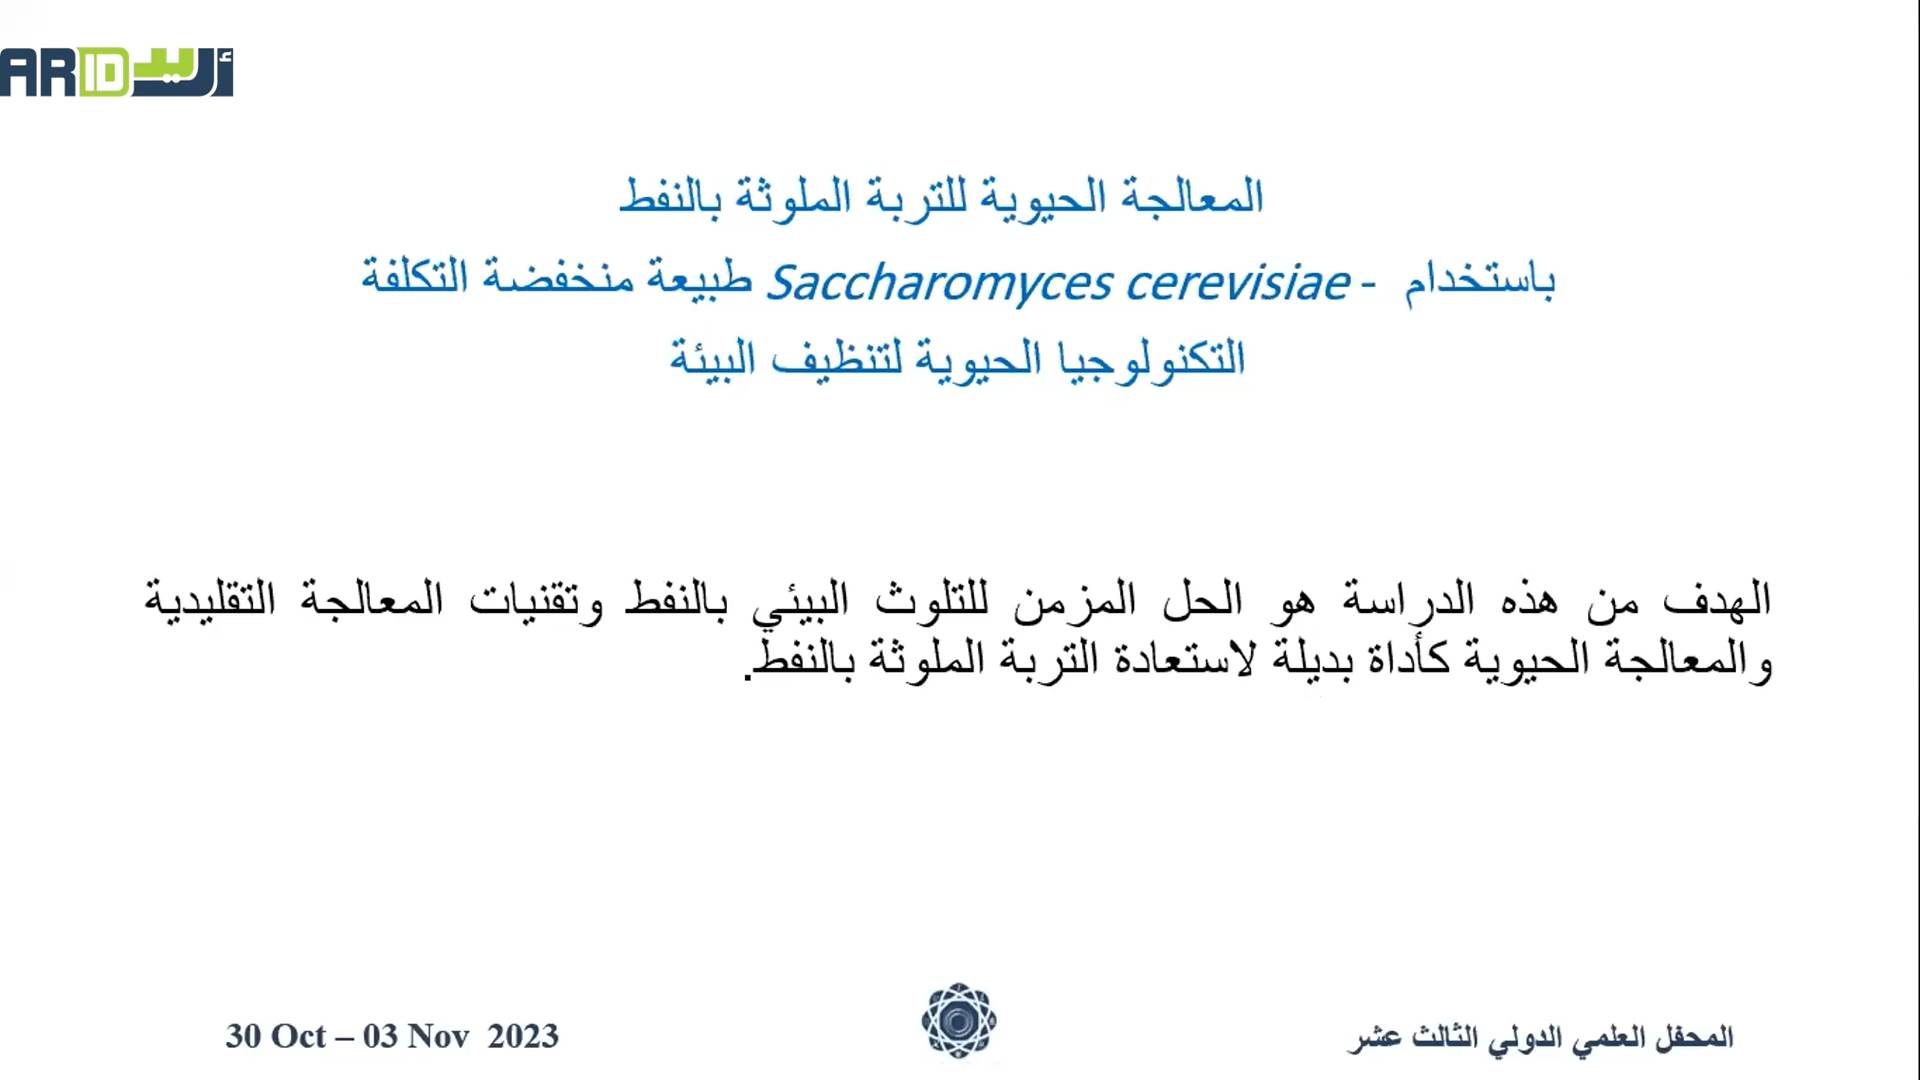 ARID أريد
المعالجة الحيوية للتربة الملوثة بالنفط
باستخدام - Saccharomyces cerevisiae طبيعة منخفضة التكلفة
التكنولوجيا الحيوية لتنظيف البيئة
الهدف من هذه الدراسة هو الحل المزمن للتلوث البيئي بالنفط وتقنيات المعالجة التقليدية
والمعالجة الحيوية كأداة بديلة لاستعادة التربة الملوثة بالنفط.
30 Oct – 03 Nov 2023
المحفل العلمي الدولي الثالث عشر